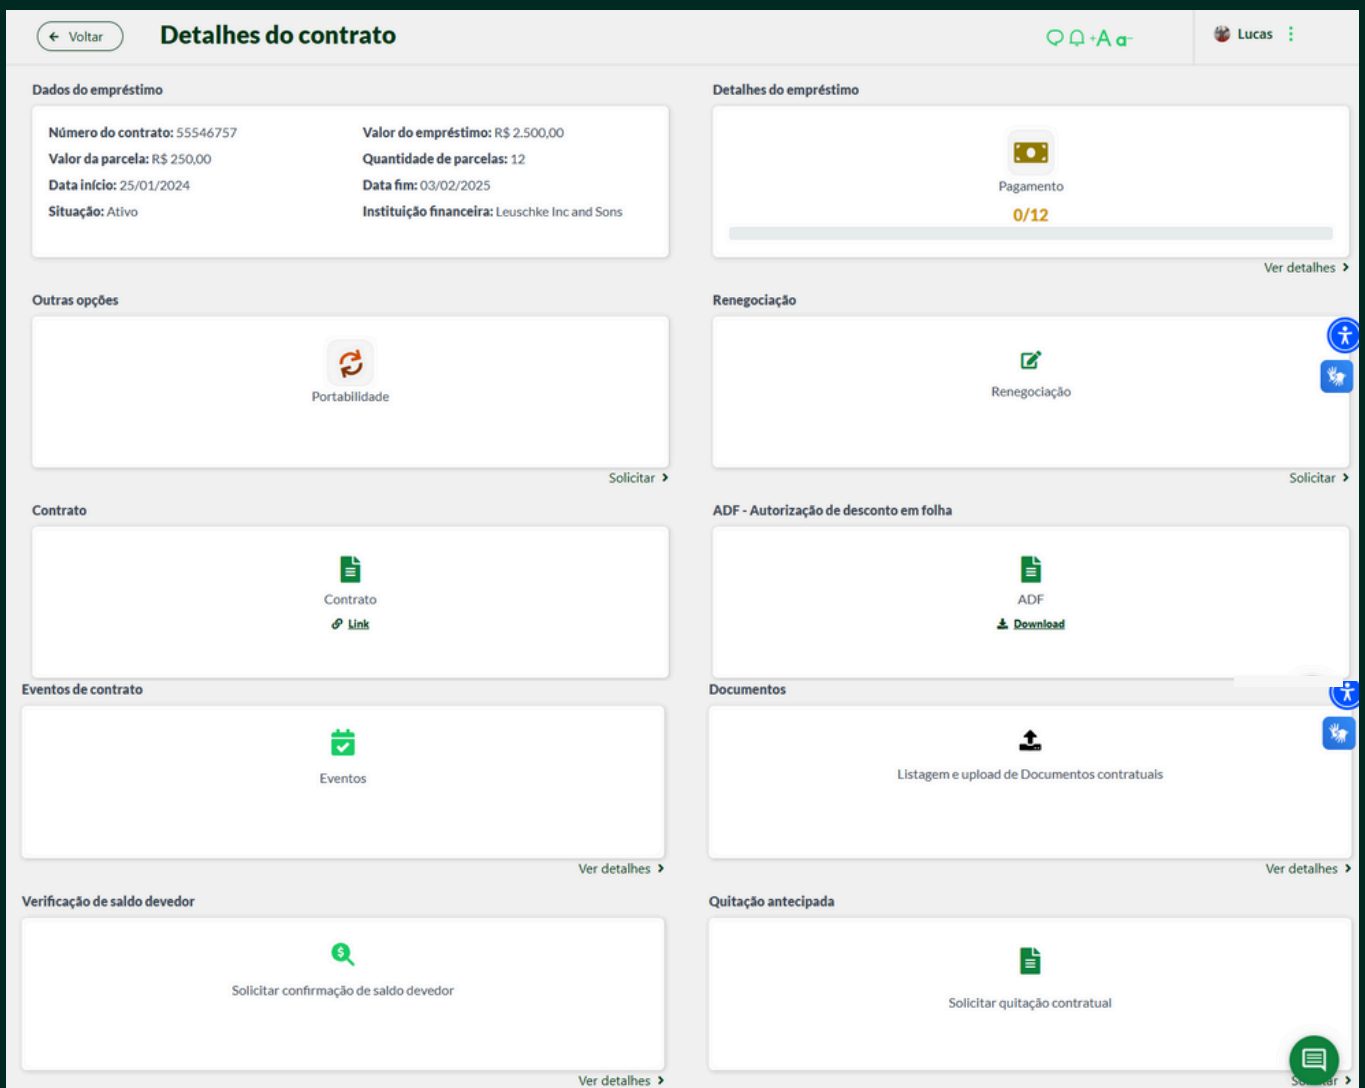 Voltar
Detalhes do contrato
+A a-
Lucas
Dados do empréstimo
Número do contrato: 55546757
Valor do empréstimo: R$ 2.500,00
Valor da parcela: R$ 250,00
Quantidade de parcelas: 12
Data início: 25/01/2024
Data fim: 03/02/2025
Situação: Ativo
Instituição financeira: Leuschke Inc and Sons
Detalhes do empréstimo
Pagamento
0/12
Ver detalhes
Outras opções
Portabilidade
Solicitar
Renegociação
Renegociação
Solicitar
Contrato
Contrato
Link
ADF - Autorização de desconto em folha
ADF
Download
Eventos de contrato
Eventos
Ver detalhes
Documentos
Listagem e upload de Documentos contratuais
Ver detalhes
Verificação de saldo devedor
Solicitar confirmação de saldo devedor
Ver detalhes
Quitação antecipada
Solicitar quitação contratual